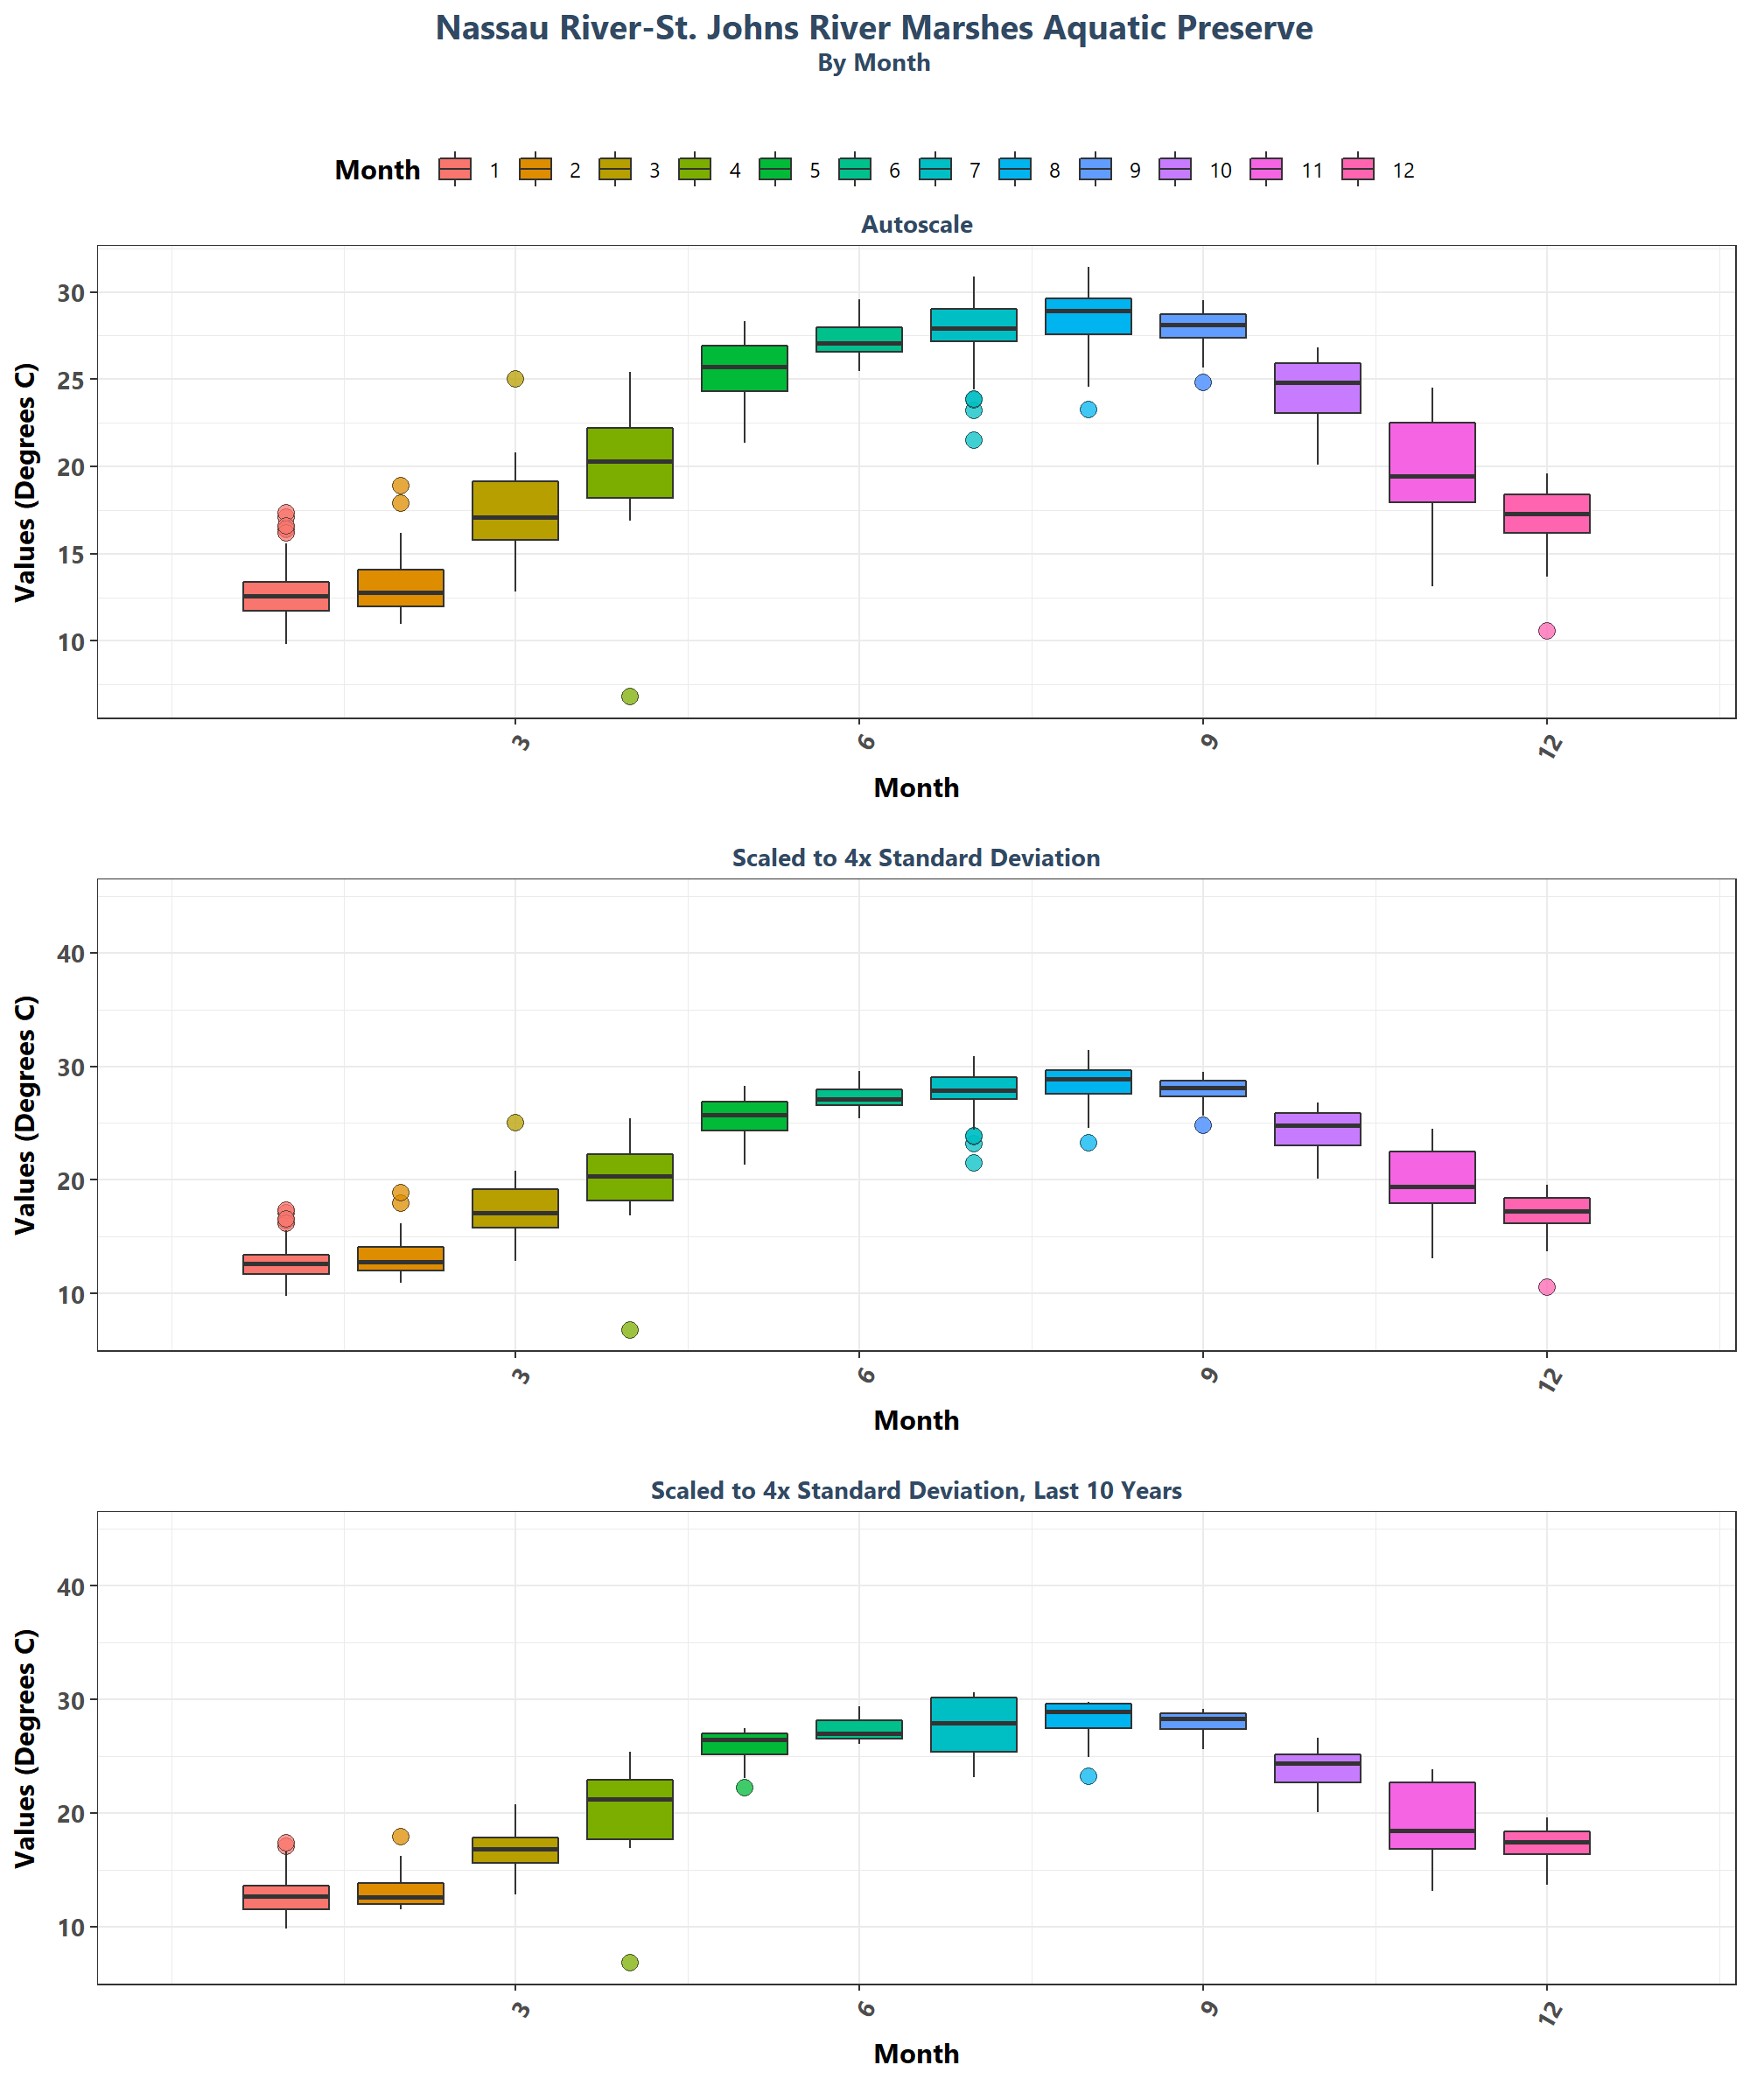 Nassau River-St. Johns River Marshes Aquatic Preserve
By Month
Month 1 2 3 4 5 6 7 8 9 10 11 12
Autoscale
Values (Degrees C)
30
25
20
15
10
3 6 9 12
Month
Scaled to 4x Standard Deviation
Values (Degrees C)
40
30
20
10
3 6 9 12
Month
Scaled to 4x Standard Deviation, Last 10 Years
Values (Degrees C)
40
30
20
10
3 6 9 12
Month